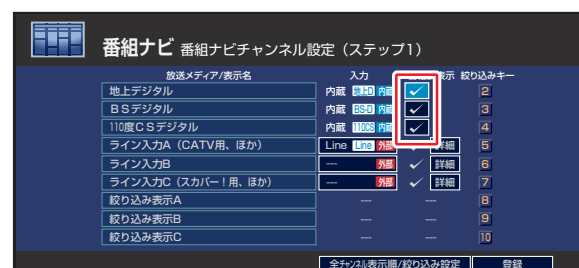 番組ナビ 番組ナビチャンネル設定（ステップ1）
放送メディア/表示名 入力 表示 絞り込みキー
地上デジタル 内蔵 地上D 内蔵 2
BSデジタル 内蔵 BS-D 内蔵 3
110度CSデジタル 内蔵 110CS 内蔵 4
ライン入力A（CATV用、ほか） Line Line 外部 詳細 5
ライン入力B --- 外部 詳細 6
ライン入力C（スカパー！用、ほか） --- 外部 詳細 7
絞り込み表示A --- --- 8
絞り込み表示B --- --- 9
絞り込み表示C --- --- 10
全チャンネル表示順/絞り込み設定 登録